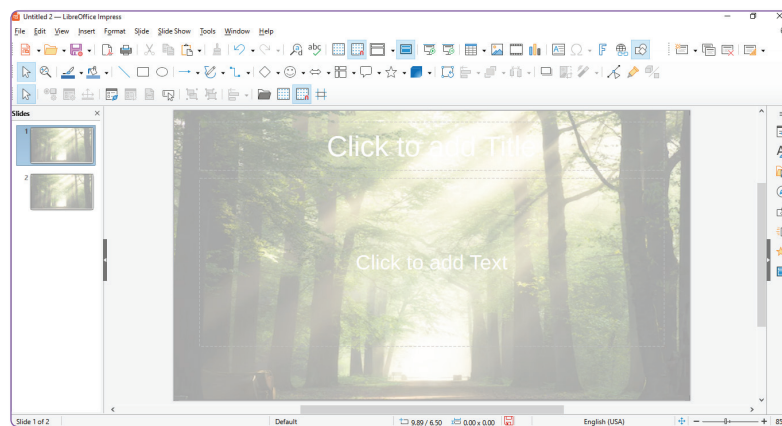 Untitled 2 — LibreOffice Impress
File Edit View Insert Format Slide Slide Show Tools Window Help
Slides
1
2
Click to add Title
Click to add Text
Slide 1 of 2 Default 9.89 / 6.50 0.00 x 0.00 English (USA)